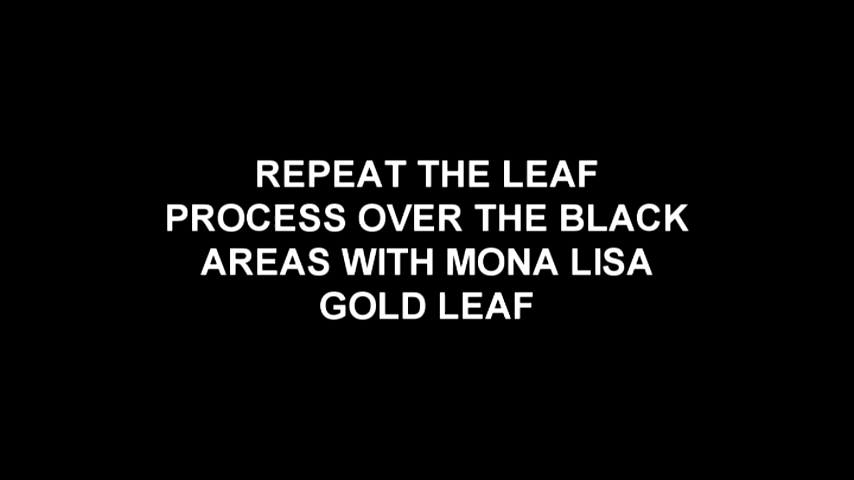 REPEAT THE LEAF
PROCESS OVER THE BLACK
AREAS WITH MONA LISA
GOLD LEAF